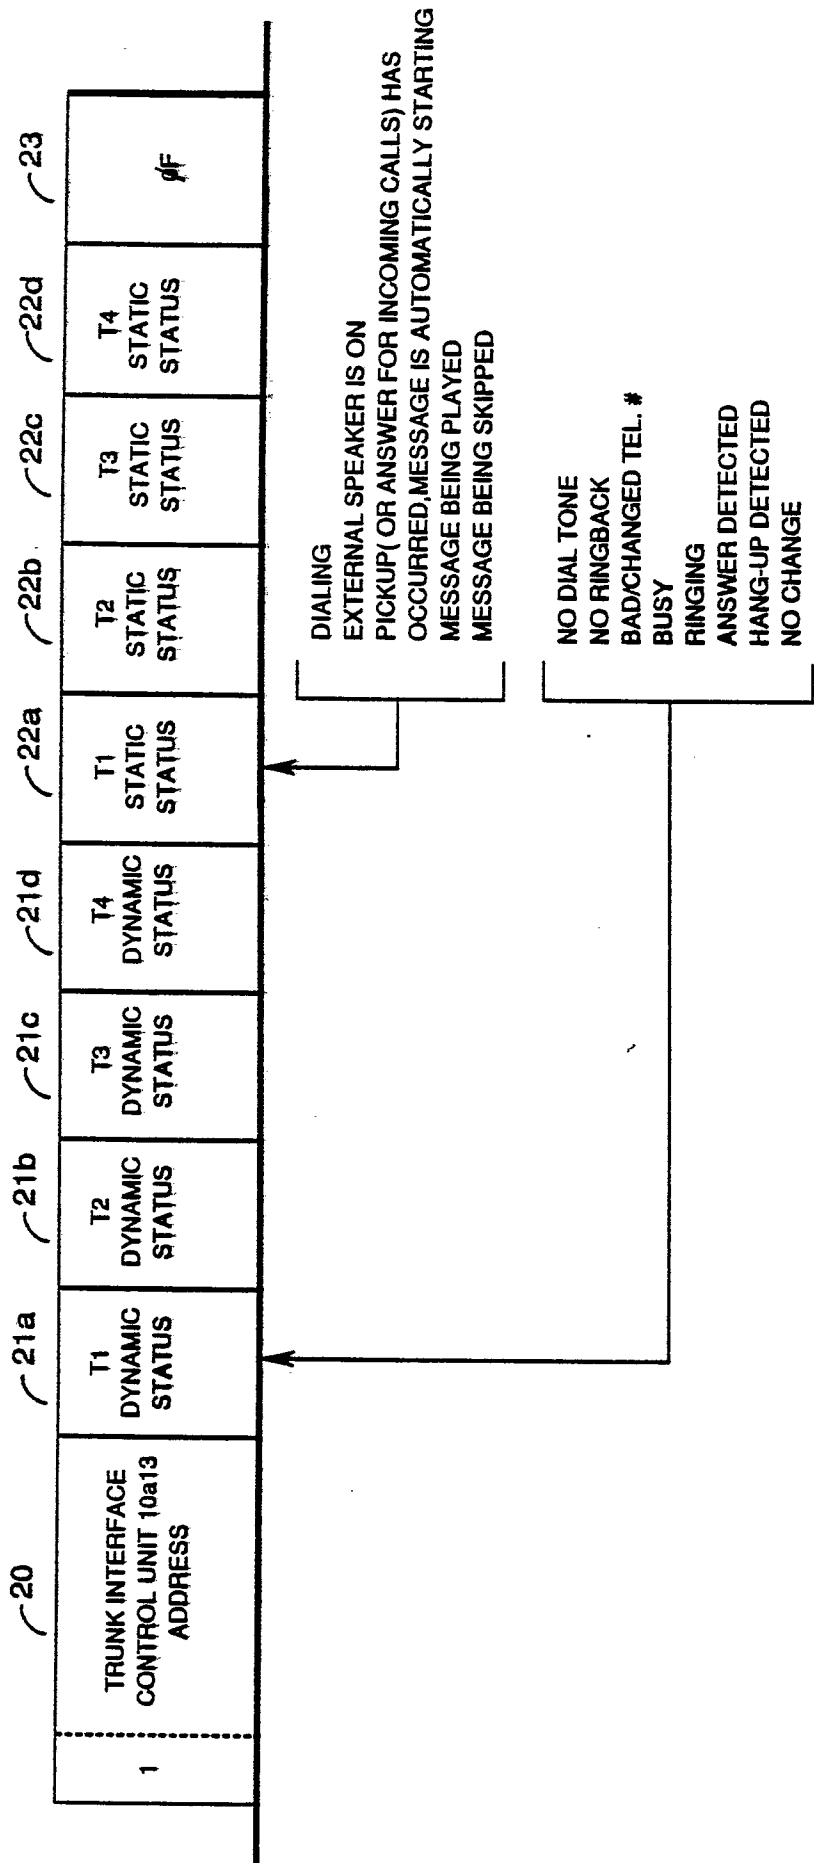 20
21a
21b
21c
21d
22a
22b
22c
22d
23
1
TRUNK INTERFACE
CONTROL UNIT 10a13
ADDRESS
T1
DYNAMIC
STATUS
T2
DYNAMIC
STATUS
T3
DYNAMIC
STATUS
T4
DYNAMIC
STATUS
T1
STATIC
STATUS
T2
STATIC
STATUS
T3
STATIC
STATUS
T4
STATIC
STATUS
øF
DIALING
EXTERNAL SPEAKER IS ON
PICKUP( OR ANSWER FOR INCOMING CALLS) HAS
OCCURRED,MESSAGE IS AUTOMATICALLY STARTING
MESSAGE BEING PLAYED
MESSAGE BEING SKIPPED
NO DIAL TONE
NO RINGBACK
BAD/CHANGED TEL. #
BUSY
RINGING
ANSWER DETECTED
HANG-UP DETECTED
NO CHANGE